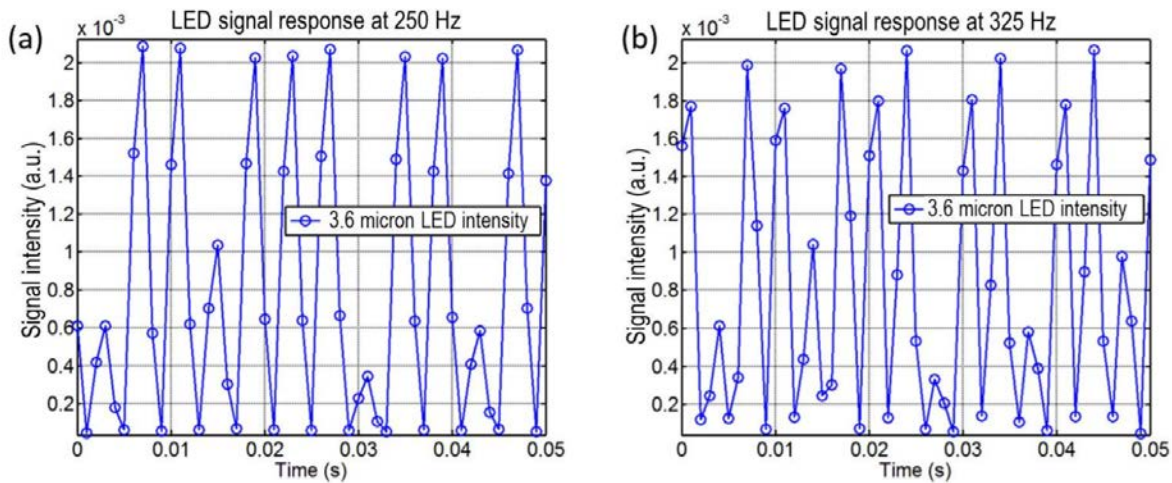 (a)
LED signal response at 250 Hz
x 10⁻³
2
1.8
1.6
1.4
1.2
1
0.8
0.6
0.4
0.2
Signal intensity (a.u.)
3.6 micron LED intensity
0 0.01 0.02 0.03 0.04 0.05
Time (s)
(b)
LED signal response at 325 Hz
x 10⁻³
2
1.8
1.6
1.4
1.2
1
0.8
0.6
0.4
0.2
Signal intensity (a.u.)
3.6 micron LED intensity
0 0.01 0.02 0.03 0.04 0.05
Time (s)